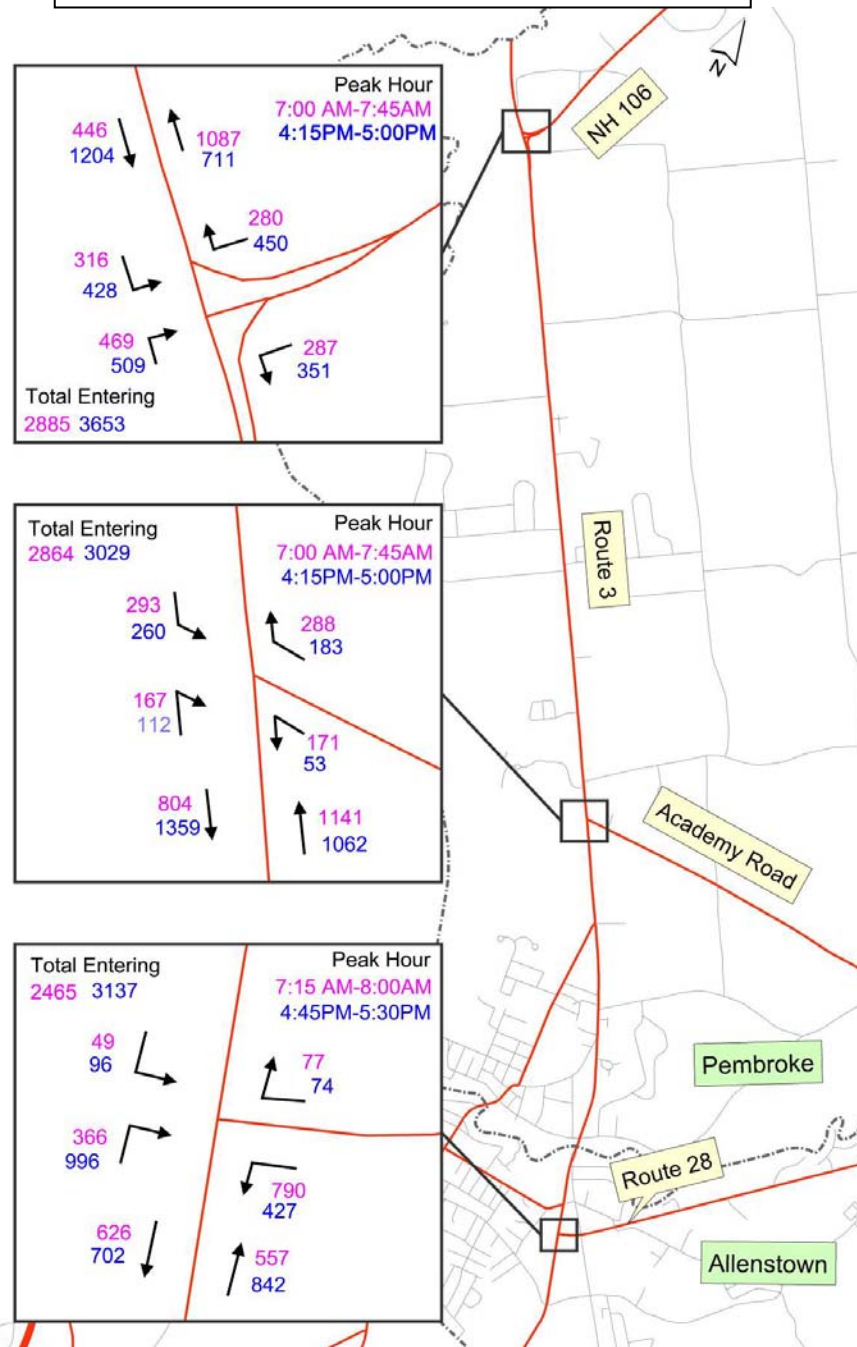 Peak Hour
7:00 AM-7:45AM
4:15PM-5:00PM
446
1204
1087
711
280
450
316
428
469
509
287
351
Total Entering
2885 3653
Total Entering
2864 3029
Peak Hour
7:00 AM-7:45AM
4:15PM-5:00PM
293
260
288
183
167
112
171
53
804
1359
1141
1062
Total Entering
2465 3137
Peak Hour
7:15 AM-8:00AM
4:45PM-5:30PM
49
96
77
74
366
996
790
427
626
702
557
842
N
NH 106
Route 3
Academy Road
Pembroke
Route 28
Allenstown